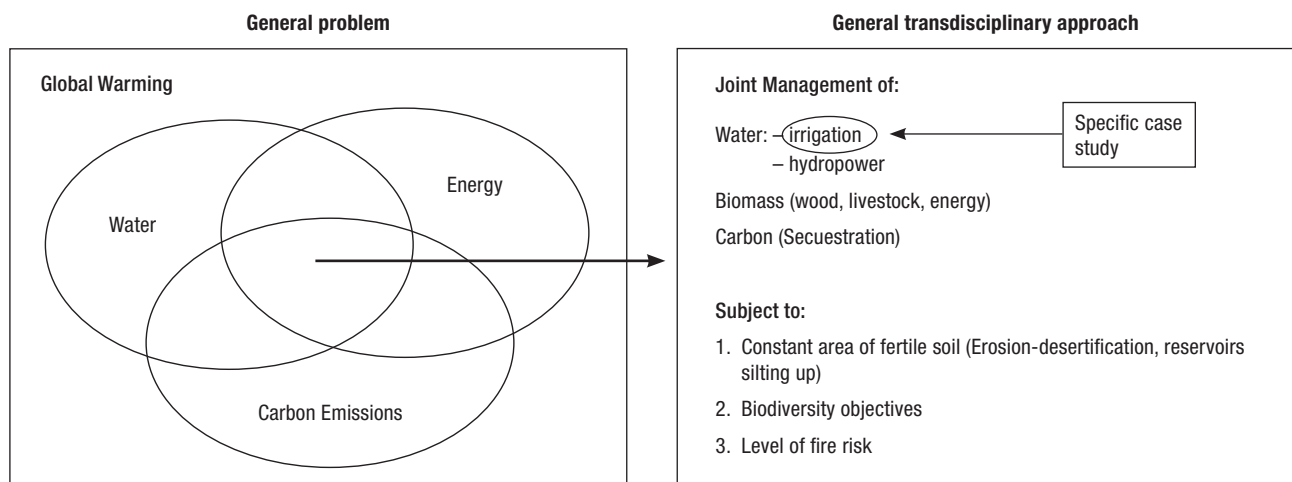 General problem
Global Warming
Water
Energy
Carbon Emissions
General transdisciplinary approach
Joint Management of:
Water: – irrigation
– hydropower
Specific case
study
Biomass (wood, livestock, energy)
Carbon (Secuestration)
Subject to:
1. Constant area of fertile soil (Erosion-desertification, reservoirs
silting up)
2. Biodiversity objectives
3. Level of fire risk